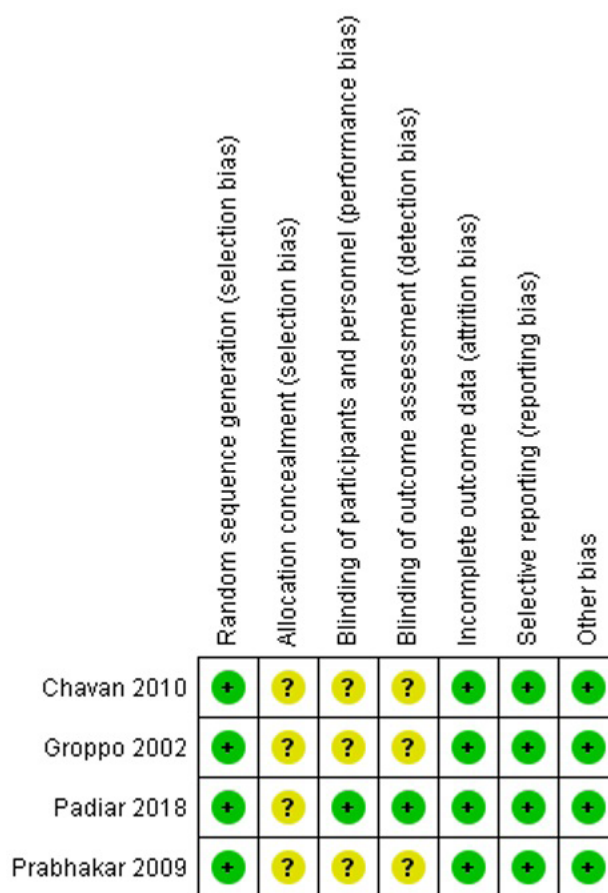 Random sequence generation (selection bias)
Allocation concealment (selection bias)
Blinding of participants and personnel (performance bias)
Blinding of outcome assessment (detection bias)
Incomplete outcome data (attrition bias)
Selective reporting (reporting bias)
Other bias
Chavan 2010 + ? ? ? + + +
Groppo 2002 + ? ? ? + + +
Padiar 2018 + ? + + + + +
Prabhakar 2009 + ? ? ? + + +